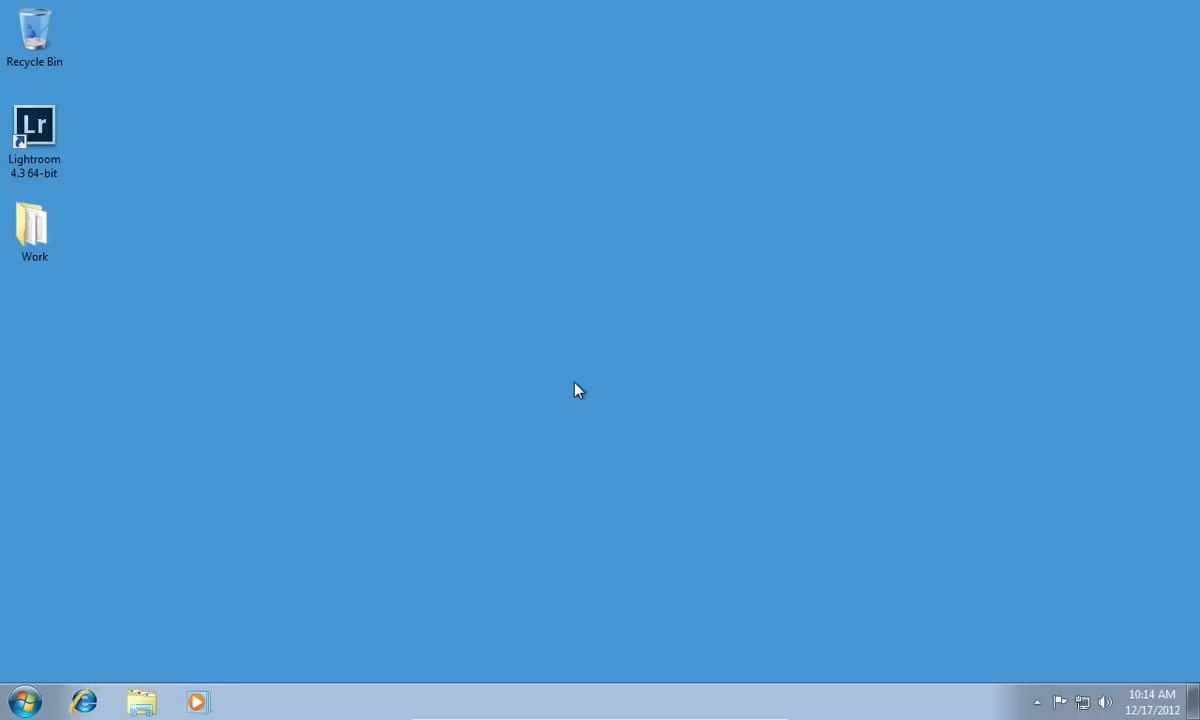 Recycle Bin
Lr
Lightroom
4.3 64-bit
Work
10:14 AM
12/17/2012